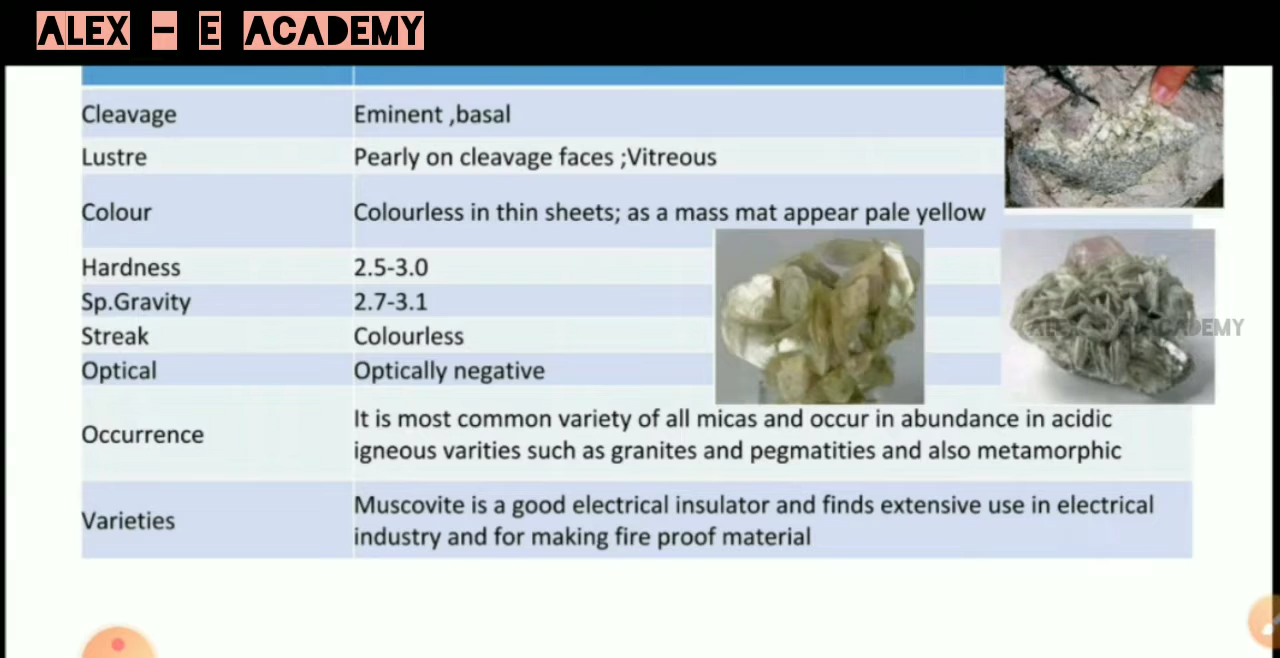 ALEX - E ACADEMY
Cleavage
Eminent ,basal
Lustre
Pearly on cleavage faces ;Vitreous
Colour
Colourless in thin sheets; as a mass mat appear pale yellow
Hardness
2.5-3.0
Sp.Gravity
2.7-3.1
Streak
Colourless
Optical
Optically negative
Occurrence
It is most common variety of all micas and occur in abundance in acidic
igneous varities such as granites and pegmatities and also metamorphic
Varieties
Muscovite is a good electrical insulator and finds extensive use in electrical
industry and for making fire proof material